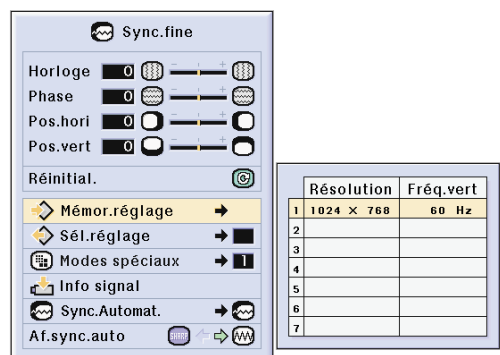 Sync.fine
Horloge 0
Phase 0
Pos.hori 0
Pos.vert 0
Réinitial.
Mémor.réglage
Sél.réglage
Modes spéciaux 1
Info signal
Sync.Automat.
Af.sync.auto SHARP
Résolution Fréq.vert
1 1024 × 768 60 Hz
2
3
4
5
6
7